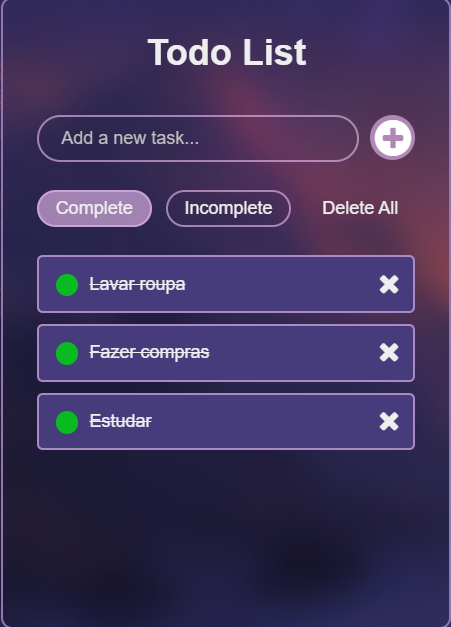 Todo List
Add a new task...
Complete Incomplete Delete All
Lavar roupa
Fazer compras
Estudar